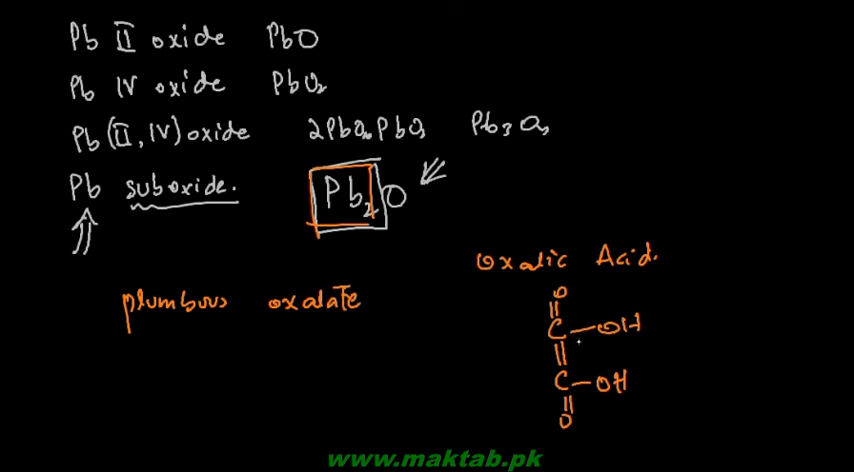 Pb II oxide PbO
Pb IV oxide PbO₂
Pb (II, IV) oxide 2PbO.PbO₂ Pb₃O₄
Pb suboxide. Pb₂O
Oxalic Acid.
plumbous oxalate
O
C—OH
C—OH
O
www.maktab.pk